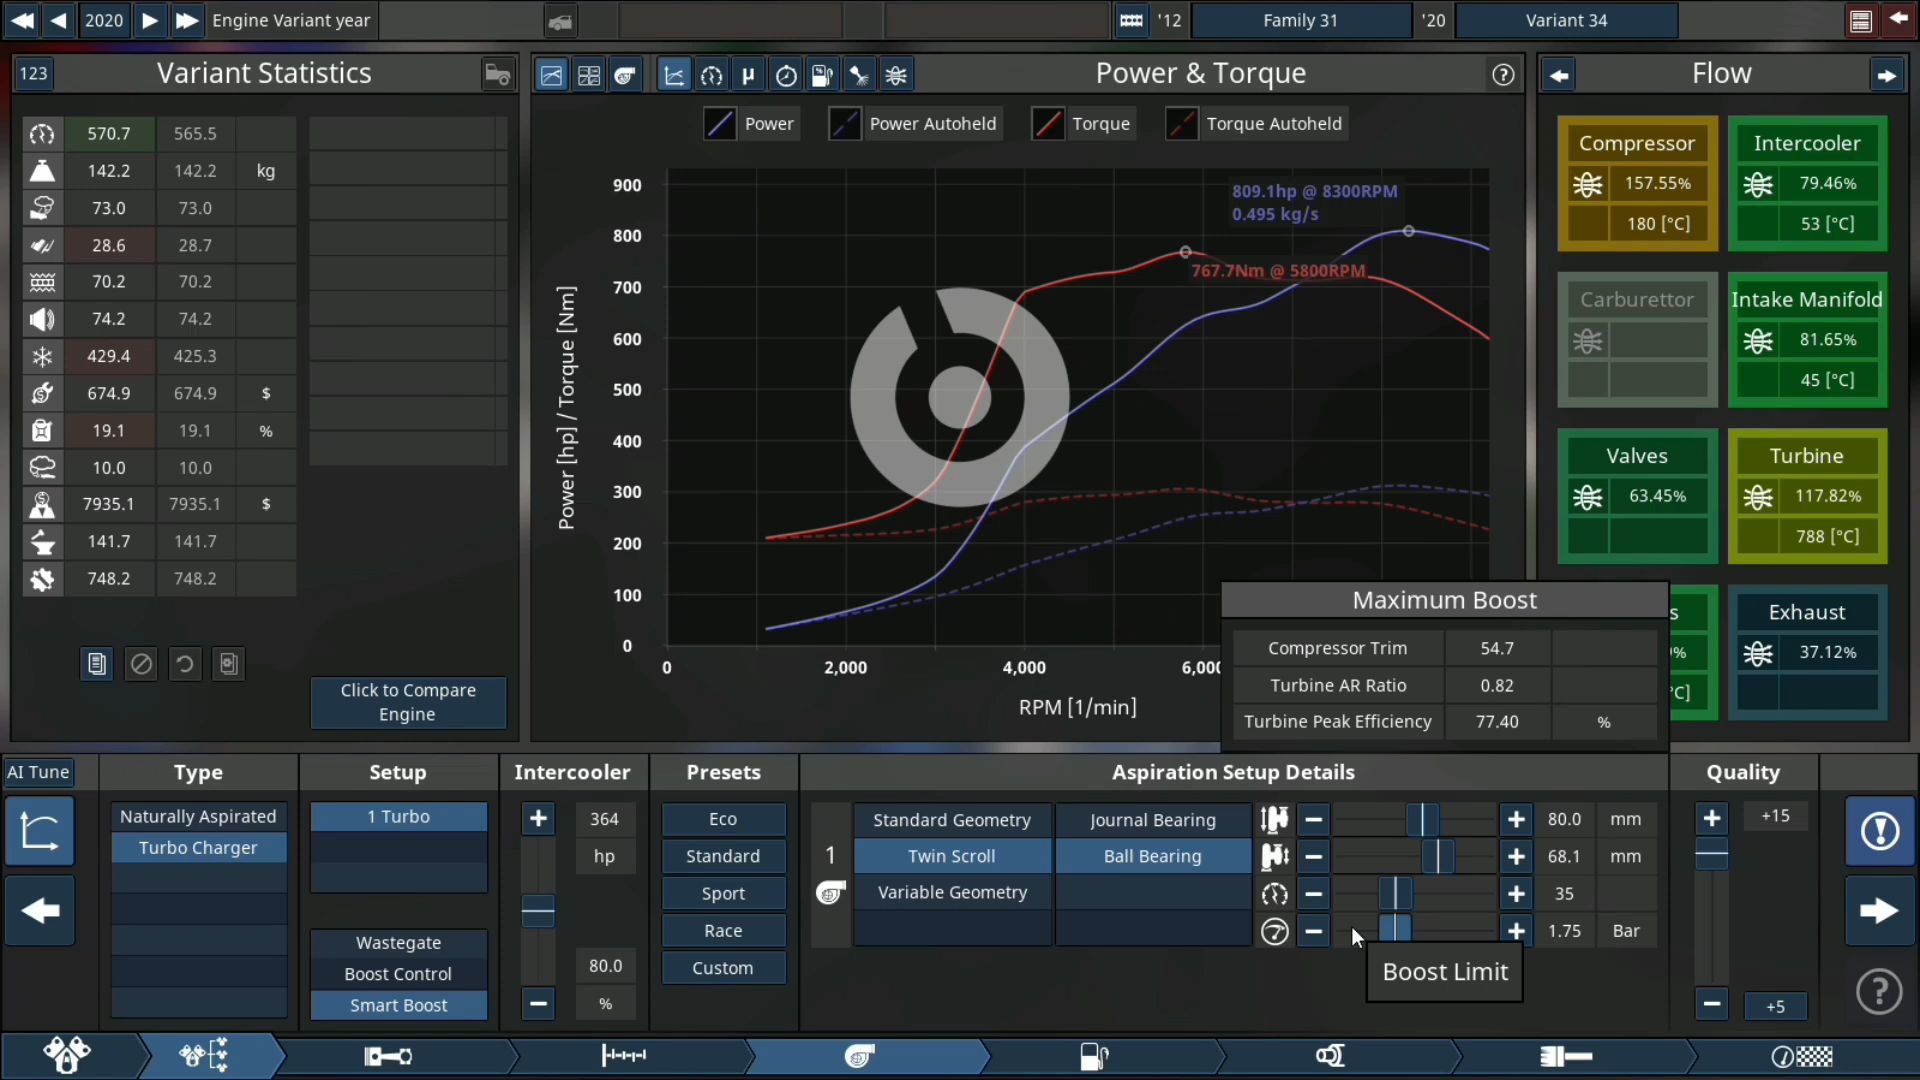 2020
Engine Variant year
'12
Family 31
'20
Variant 34
123
Variant Statistics
570.7 565.5
142.2 142.2 kg
73.0 73.0
28.6 28.7
70.2 70.2
74.2 74.2
429.4 425.3
674.9 674.9 $
19.1 19.1 %
10.0 10.0
7935.1 7935.1 $
141.7 141.7
748.2 748.2
Click to Compare
Engine
µ
Power & Torque
?
Power
Power Autoheld
Torque
Torque Autoheld
900
800
700
600
500
400
300
200
100
0
Power [hp] / Torque [Nm]
809.1hp @ 8300RPM
0.495 kg/s
767.7Nm @ 5800RPM
0
2,000
4,000
6,000
RPM [1/min]
Flow
Compressor
157.55%
180 [°C]
Intercooler
79.46%
53 [°C]
Carburettor
Intake Manifold
81.65%
45 [°C]
Valves
63.45%
Turbine
117.82%
788 [°C]
s
%
°C]
Exhaust
37.12%
Maximum Boost
Compressor Trim 54.7
Turbine AR Ratio 0.82
Turbine Peak Efficiency 77.40 %
AI Tune
Type
Naturally Aspirated
Turbo Charger
Setup
1 Turbo
Wastegate
Boost Control
Smart Boost
Intercooler
364
hp
80.0
%
Presets
Eco
Standard
Sport
Race
Custom
Aspiration Setup Details
1
Standard Geometry
Twin Scroll
Variable Geometry
Journal Bearing
Ball Bearing
80.0 mm
68.1 mm
35
1.75 Bar
Boost Limit
Quality
+15
+5
?